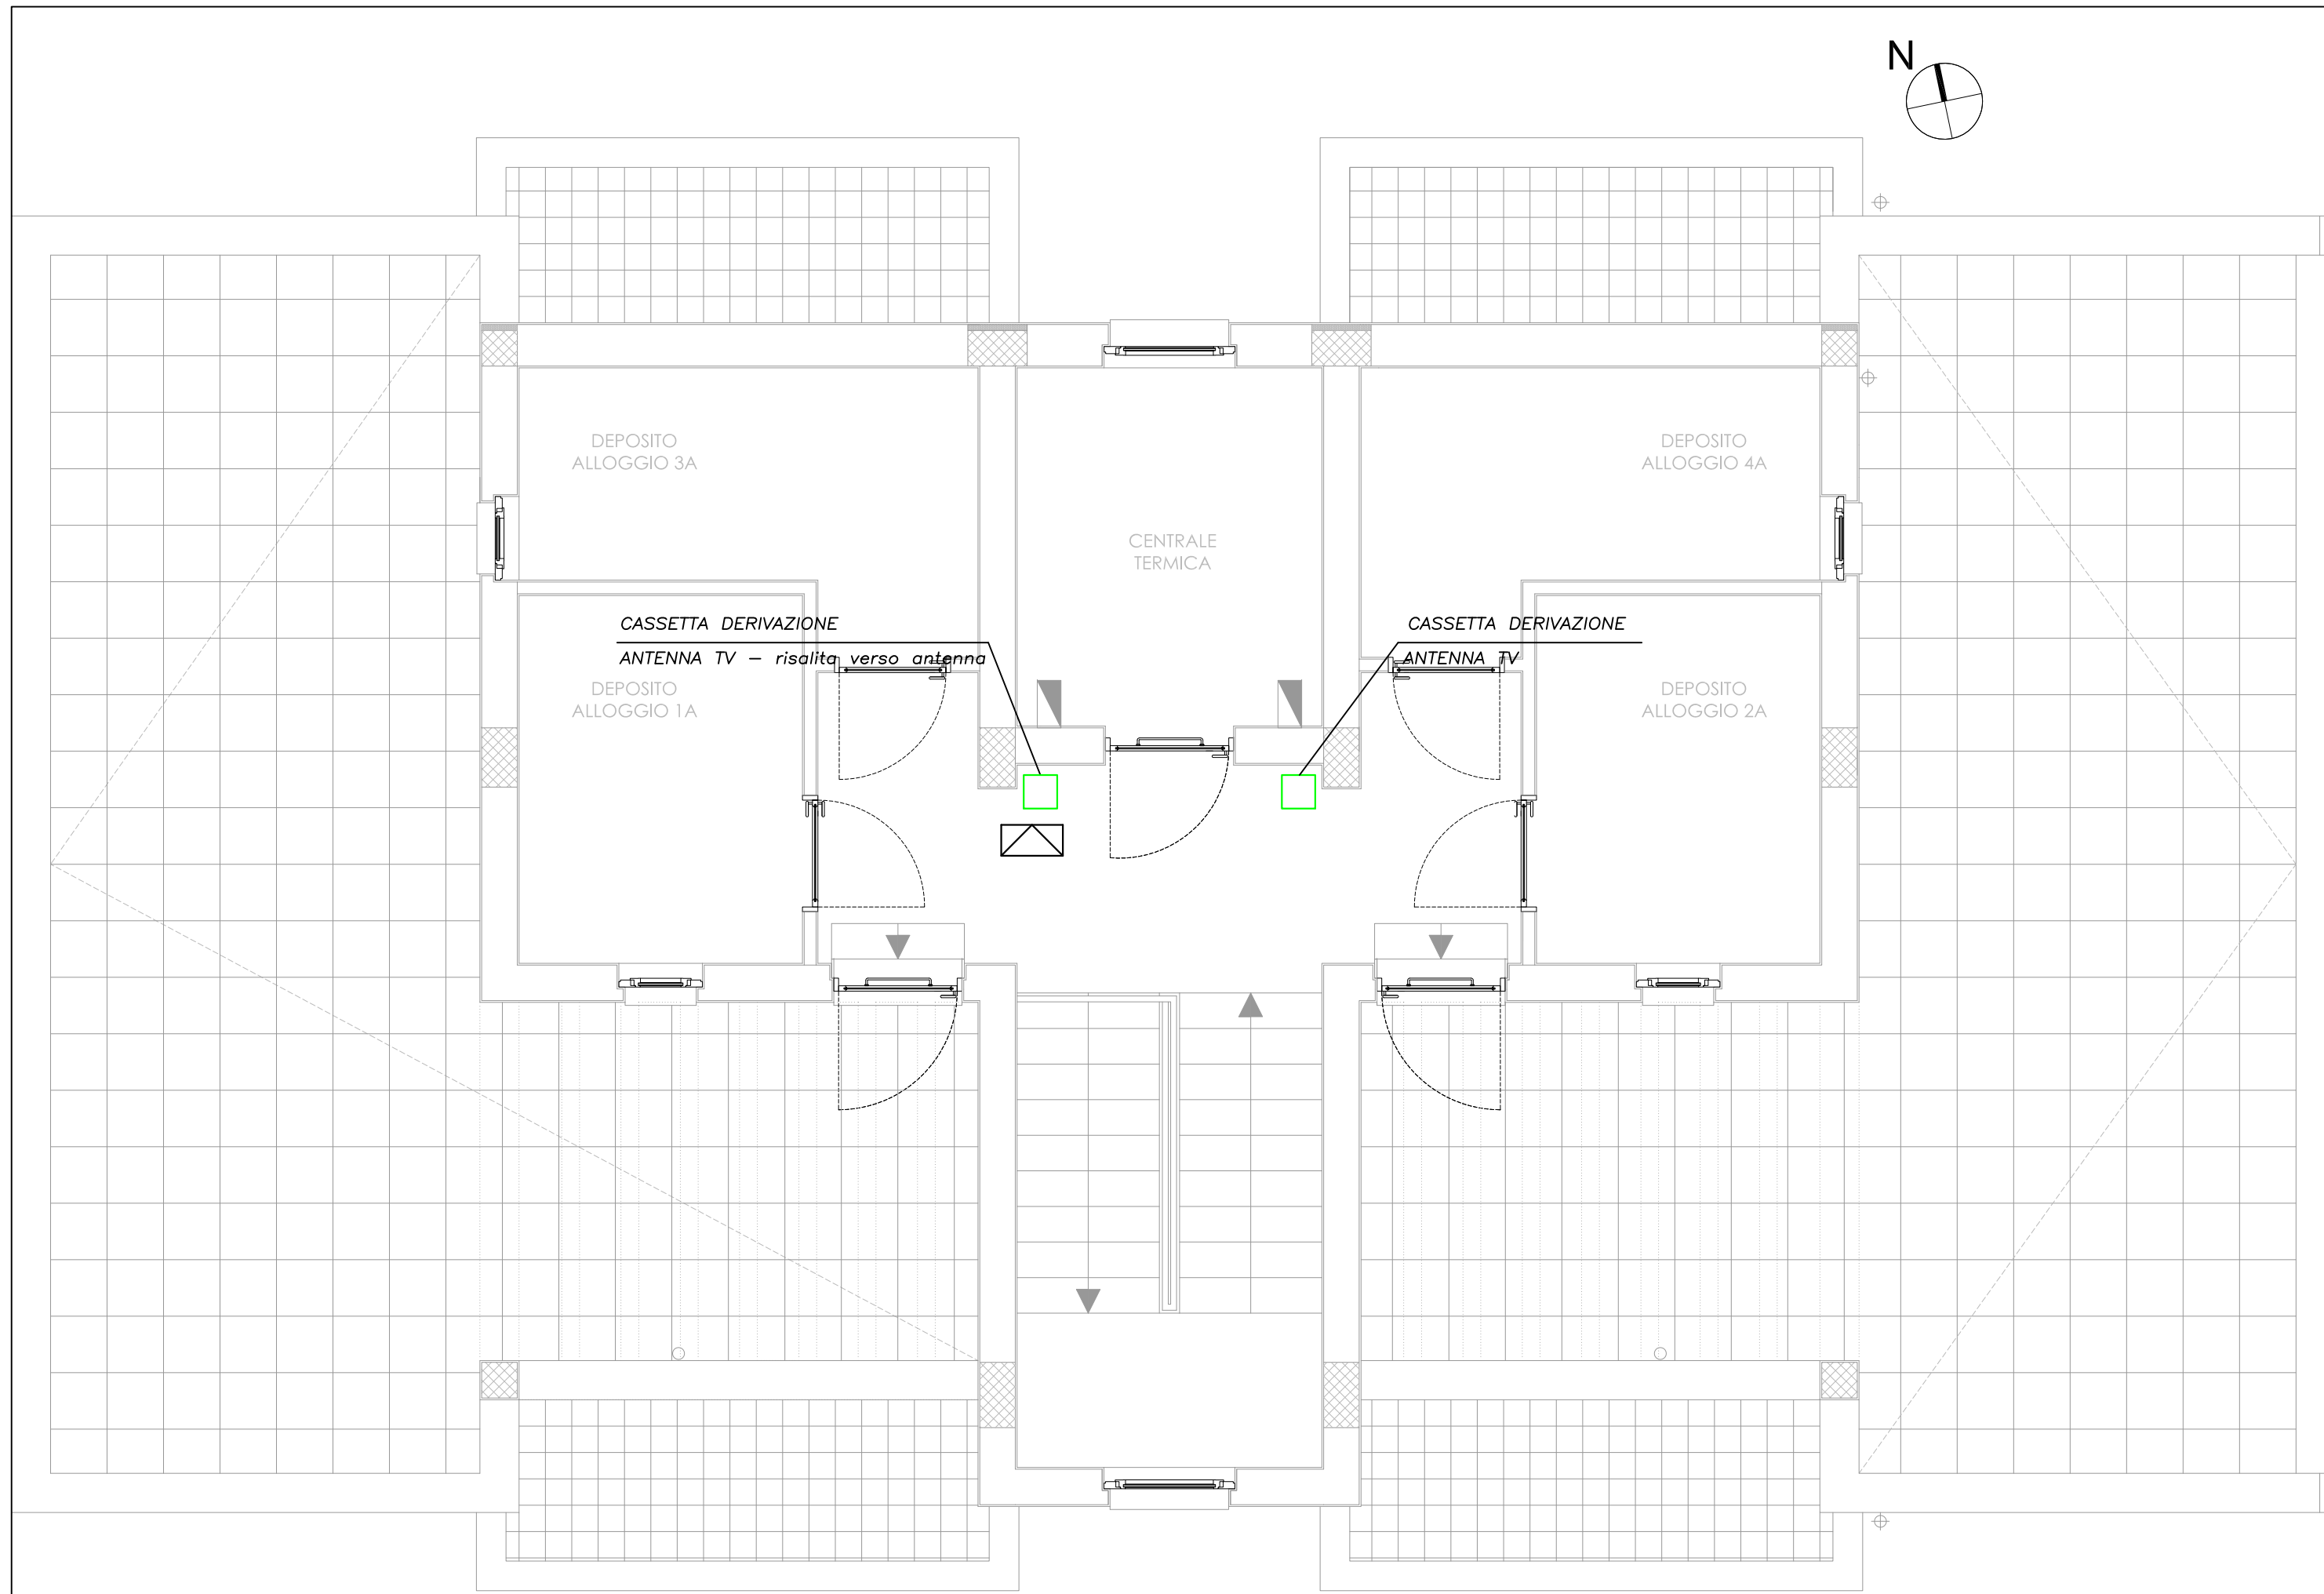 N
DEPOSITO
ALLOGGIO 3A
DEPOSITO
ALLOGGIO 4A
CENTRALE
TERMICA
CASSETTA DERIVAZIONE
ANTENNA TV – risalita verso antenna
CASSETTA DERIVAZIONE
ANTENNA TV
DEPOSITO
ALLOGGIO 1A
DEPOSITO
ALLOGGIO 2A